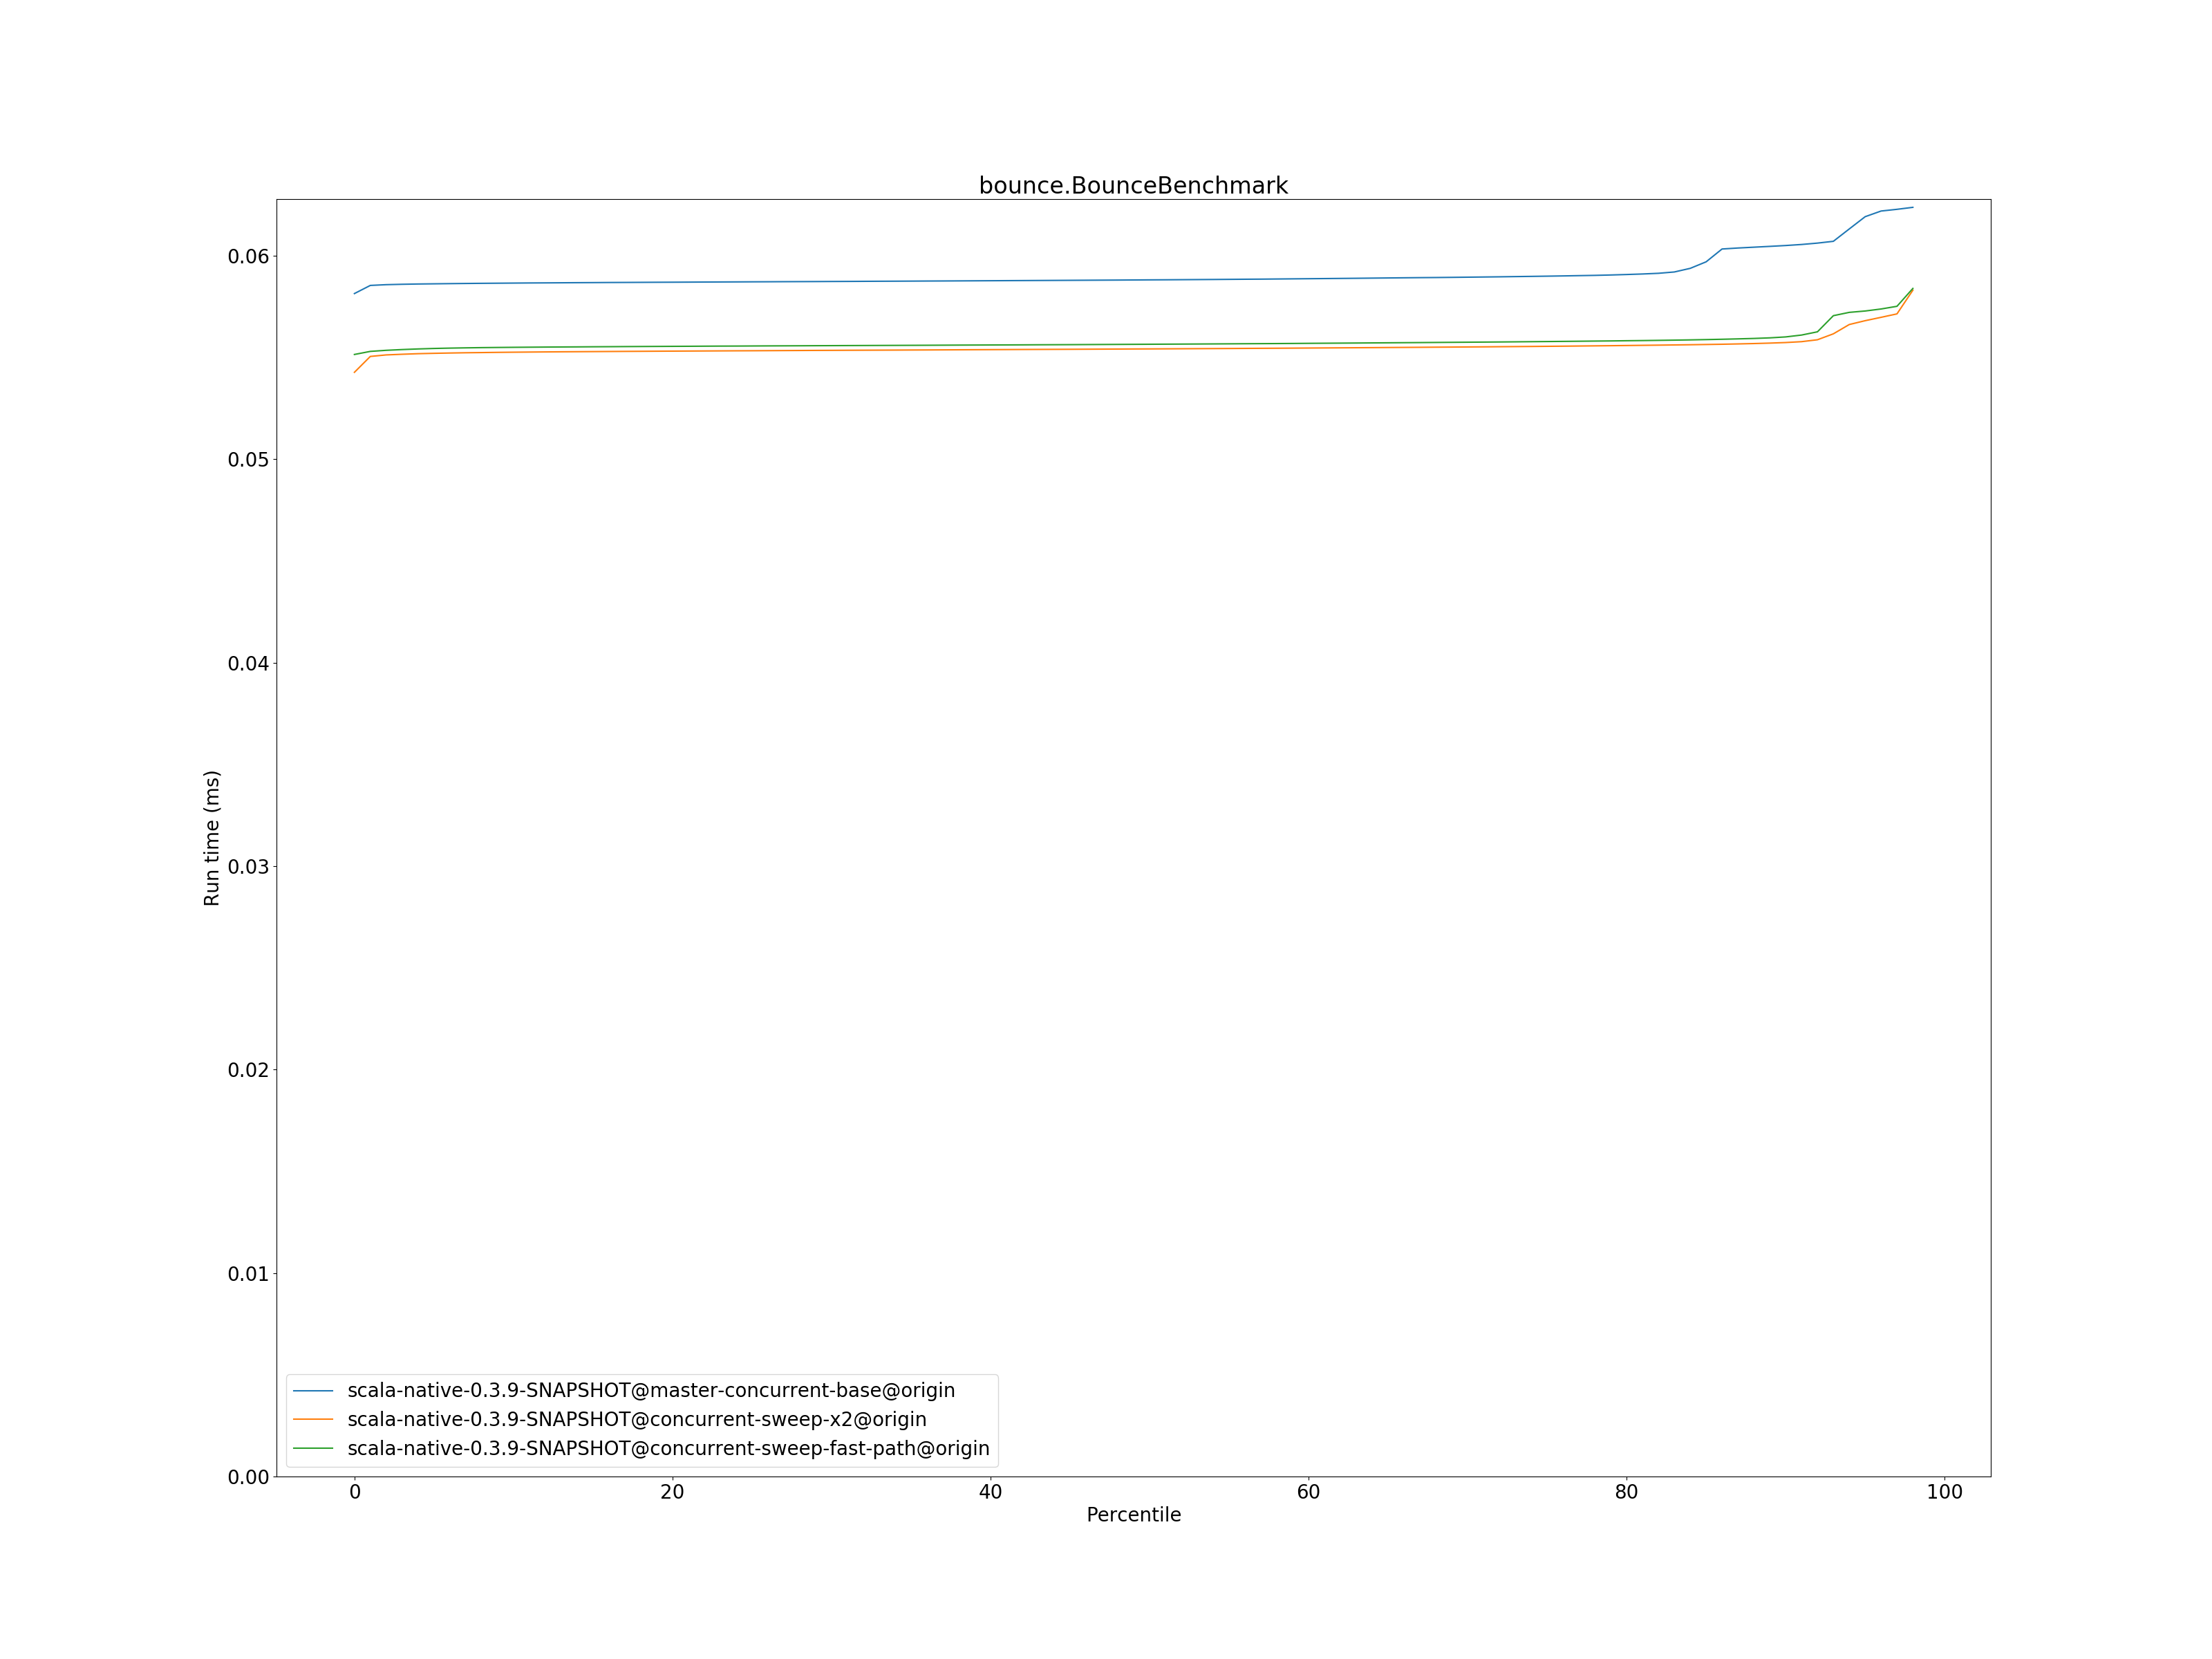 bounce.BounceBenchmark
0.06
0.05
0.04
0.03
0.02
0.01
0.00
Run time (ms)
scala-native-0.3.9-SNAPSHOT@master-concurrent-base@origin
scala-native-0.3.9-SNAPSHOT@concurrent-sweep-x2@origin
scala-native-0.3.9-SNAPSHOT@concurrent-sweep-fast-path@origin
0 20 40 60 80 100
Percentile